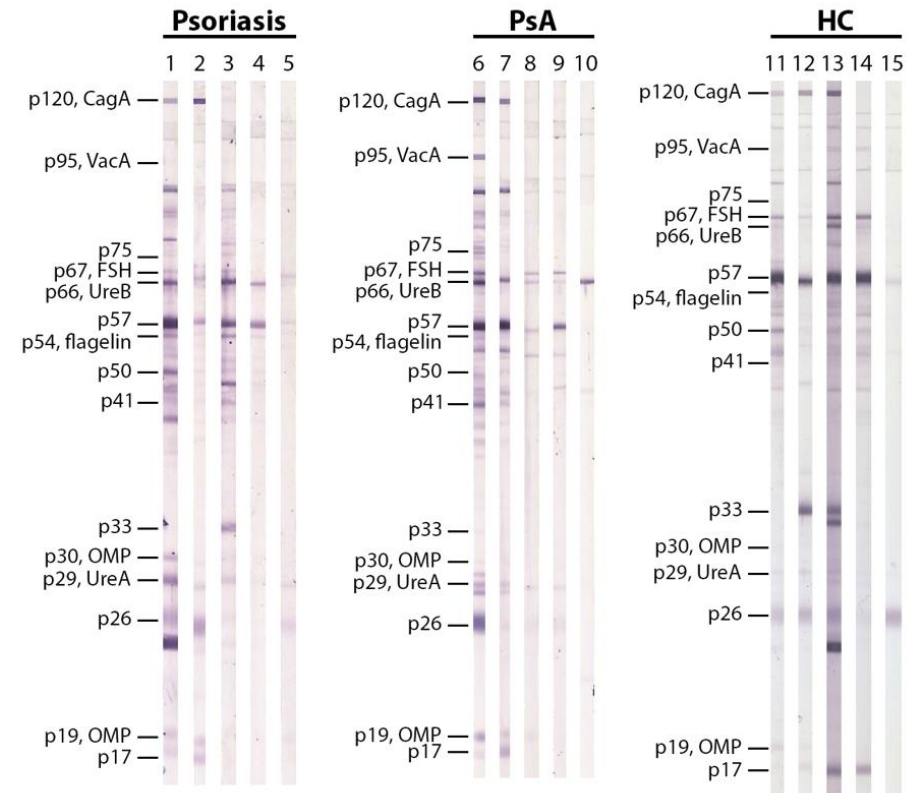 Psoriasis
1 2 3 4 5
p120, CagA
p95, VacA
p75
p67, FSH
p66, UreB
p57
p54, flagelin
p50
p41
p33
p30, OMP
p29, UreA
p26
p19, OMP
p17
PsA
6 7 8 9 10
p120, CagA
p95, VacA
p75
p67, FSH
p66, UreB
p57
p54, flagelin
p50
p41
p33
p30, OMP
p29, UreA
p26
p19, OMP
p17
HC
11 12 13 14 15
p120, CagA
p95, VacA
p75
p67, FSH
p66, UreB
p57
p54, flagelin
p50
p41
p33
p30, OMP
p29, UreA
p26
p19, OMP
p17